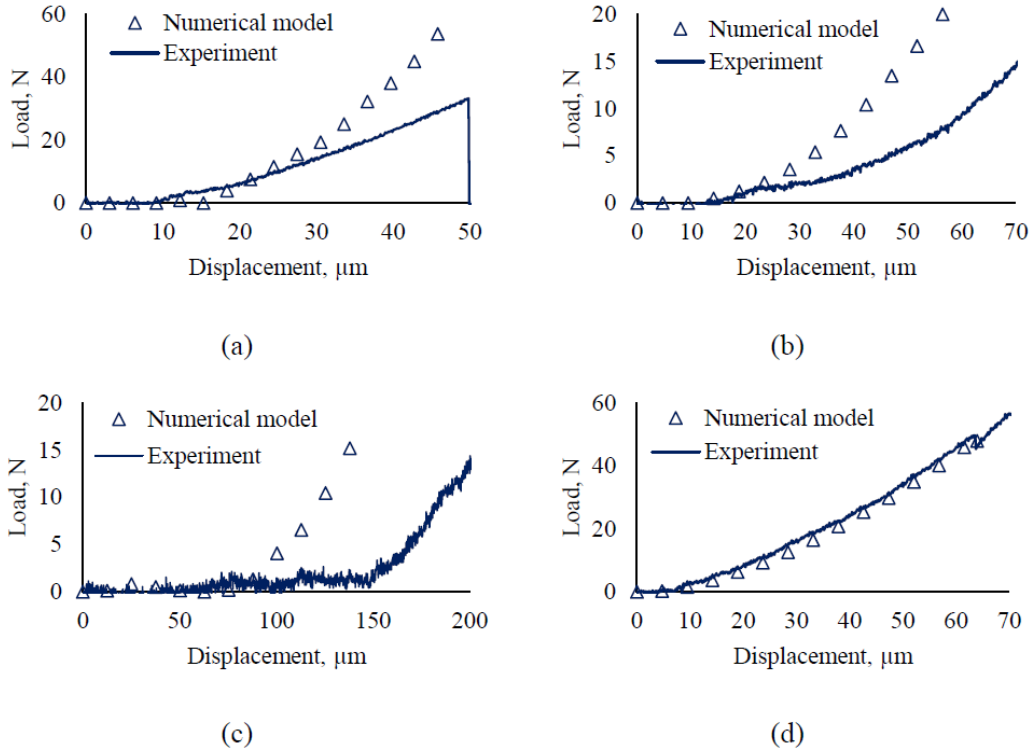 60
40
20
0
Load, N
Numerical model
Experiment
0 10 20 30 40 50
Displacement, µm
(a)
20
15
10
5
0
Load, N
Numerical model
Experiment
0 10 20 30 40 50 60 70
Displacement, µm
(b)
20
15
10
5
0
Load, N
Numerical model
Experiment
0 50 100 150 200
Displacement, µm
(c)
60
40
20
0
Load, N
Numerical model
Experiment
0 10 20 30 40 50 60 70
Displacement, µm
(d)